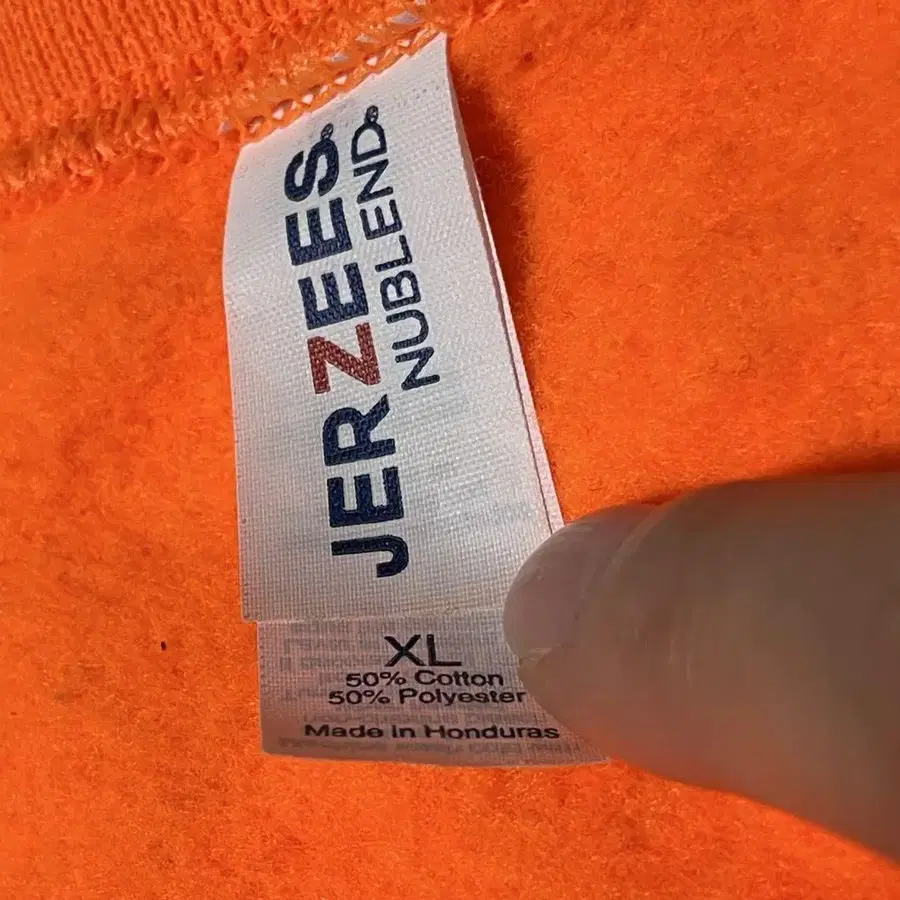 JERZEES®
NUBLEND®
XL
50% Cotton
50% Polyester
Made in Honduras